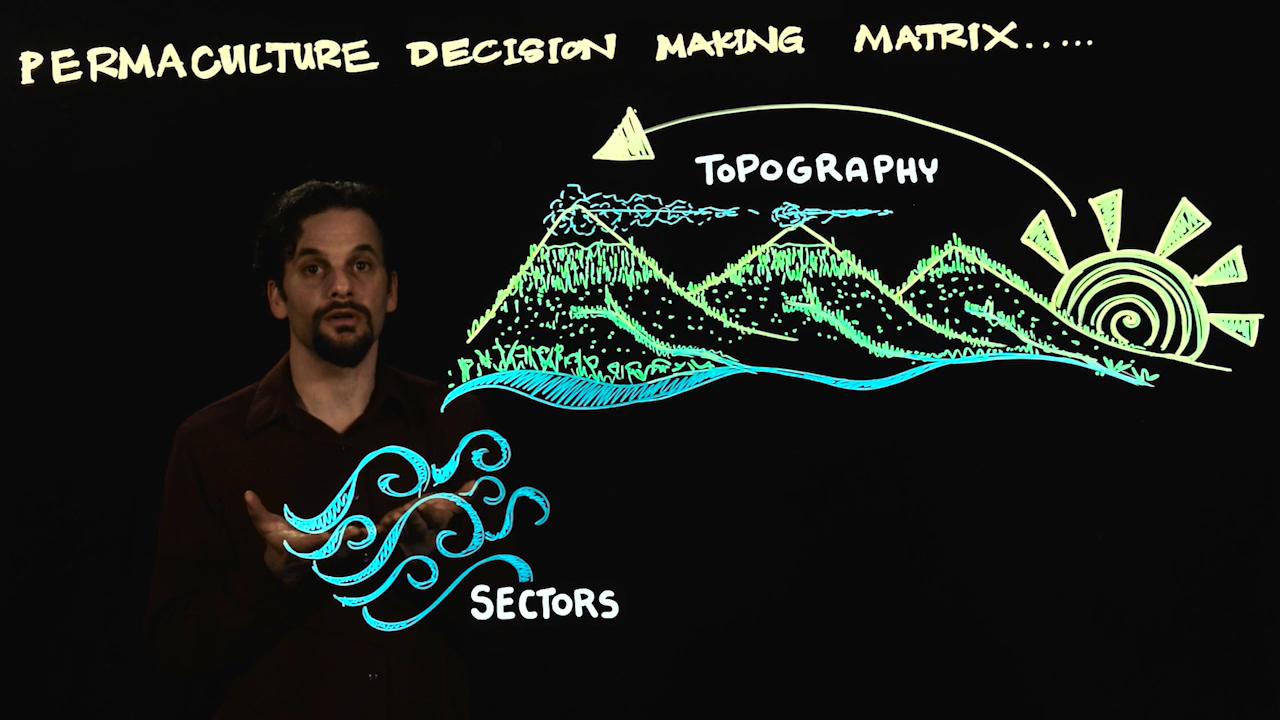 PERMACULTURE DECISION MAKING MATRIX.....
TOPOGRAPHY
SECTORS